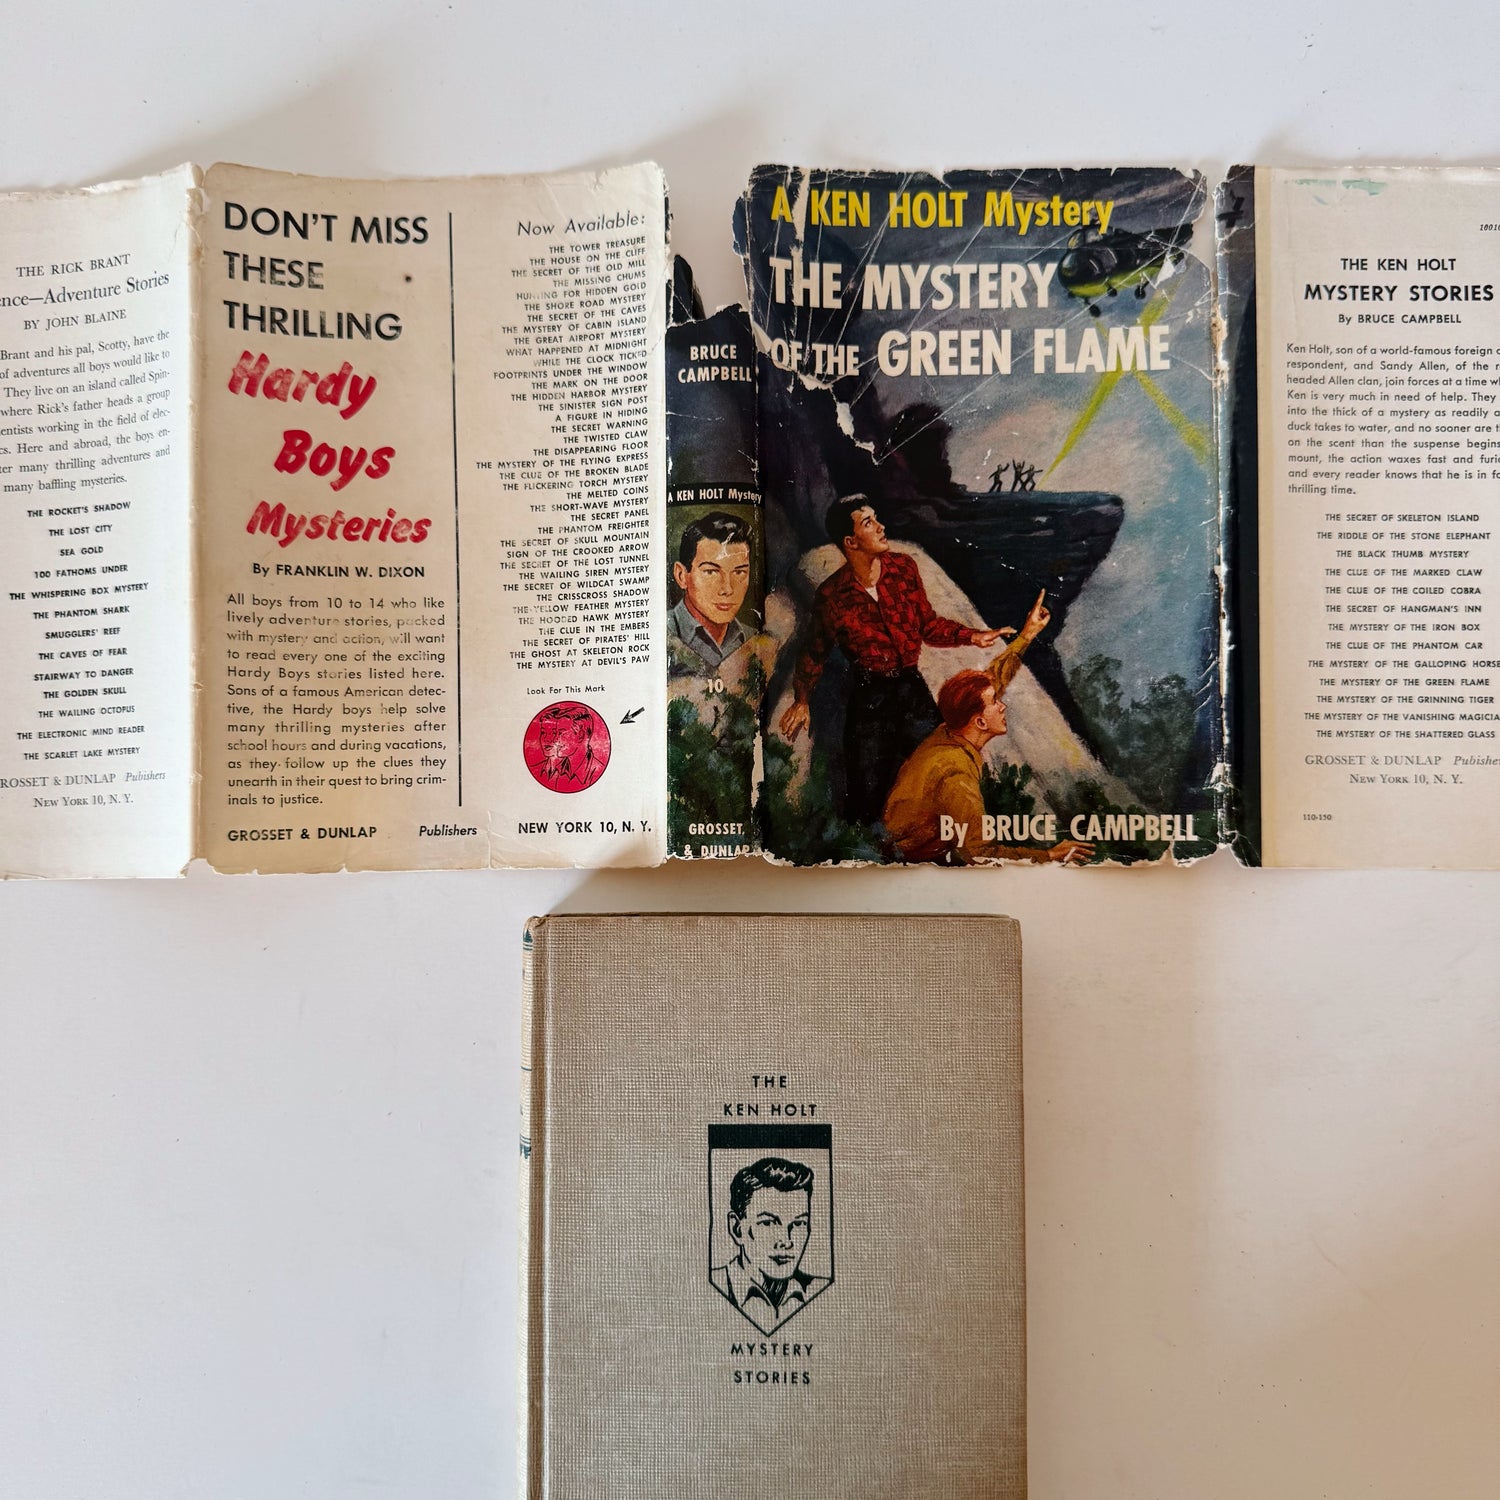 THE RICK BRANT
ence—Adventure Stories
BY JOHN BLAINE
Brant and his pal, Scotty, have the
of adventures all boys would like to
They live on an island called Spin-
where Rick's father heads a group
entists working in the field of elec-
cs. Here and abroad, the boys en-
ter many thrilling adventures and
many baffling mysteries.
THE ROCKET'S SHADOW
THE LOST CITY
SEA GOLD
100 FATHOMS UNDER
THE WHISPERING BOX MYSTERY
THE PHANTOM SHARK
SMUGGLERS' REEF
THE CAVES OF FEAR
STAIRWAY TO DANGER
THE GOLDEN SKULL
THE WAILING OCTOPUS
THE ELECTRONIC MIND READER
THE SCARLET LAKE MYSTERY
ROSSET & DUNLAP Publishers
NEW YORK 10, N. Y.
DON'T MISS
THESE
THRILLING
Hardy
Boys
Mysteries
By FRANKLIN W. DIXON
All boys from 10 to 14 who like
lively adventure stories, packed
with mystery and action, will want
to read every one of the exciting
Hardy Boys stories listed here.
Sons of a famous American detec-
tive, the Hardy boys help solve
many thrilling mysteries after
school hours and during vacations,
as they follow up the clues they
unearth in their quest to bring crim-
inals to justice.
GROSSET & DUNLAP Publishers NEW YORK 10, N. Y.
Now Available:
THE TOWER TREASURE
THE HOUSE ON THE CLIFF
THE SECRET OF THE OLD MILL
THE MISSING CHUMS
HUNTING FOR HIDDEN GOLD
THE SHORE ROAD MYSTERY
THE SECRET OF THE CAVES
THE MYSTERY OF CABIN ISLAND
THE GREAT AIRPORT MYSTERY
WHAT HAPPENED AT MIDNIGHT
WHILE THE CLOCK TICKED
FOOTPRINTS UNDER THE WINDOW
THE MARK ON THE DOOR
THE HIDDEN HARBOR MYSTERY
THE SINISTER SIGN POST
A FIGURE IN HIDING
THE SECRET WARNING
THE TWISTED CLAW
THE DISAPPEARING FLOOR
THE MYSTERY OF THE FLYING EXPRESS
THE CLUE OF THE BROKEN BLADE
THE FLICKERING TORCH MYSTERY
THE MELTED COINS
THE SHORT-WAVE MYSTERY
THE SECRET PANEL
THE PHANTOM FREIGHTER
THE SECRET OF SKULL MOUNTAIN
SIGN OF THE CROOKED ARROW
THE SECRET OF THE LOST TUNNEL
THE WAILING SIREN MYSTERY
THE SECRET OF WILDCAT SWAMP
THE CRISSCROSS SHADOW
THE YELLOW FEATHER MYSTERY
THE HOODED HAWK MYSTERY
THE CLUE IN THE EMBERS
THE SECRET OF PIRATES' HILL
THE GHOST AT SKELETON ROCK
THE MYSTERY AT DEVIL'S PAW
Look For This Mark
BRUCE
CAMPBELL
A KEN HOLT Mystery
10
GROSSET
& DUNLAP
A KEN HOLT Mystery
THE MYSTERY
OF THE GREEN FLAME
By BRUCE CAMPBELL
1001
THE KEN HOLT
MYSTERY STORIES
By BRUCE CAMPBELL
Ken Holt, son of a world-famous foreign c
respondent, and Sandy Allen, of the r
headed Allen clan, join forces at a time wh
Ken is very much in need of help. They
into the thick of a mystery as readily a
duck takes to water, and no sooner are t
on the scent than the suspense begins
mount, the action waxes fast and furi
and every reader knows that he is in fo
thrilling time.
THE SECRET OF SKELETON ISLAND
THE RIDDLE OF THE STONE ELEPHANT
THE BLACK THUMB MYSTERY
THE CLUE OF THE MARKED CLAW
THE CLUE OF THE COILED COBRA
THE SECRET OF HANGMAN'S INN
THE MYSTERY OF THE IRON BOX
THE CLUE OF THE PHANTOM CAR
THE MYSTERY OF THE GALLOPING HORSE
THE MYSTERY OF THE GREEN FLAME
THE MYSTERY OF THE GRINNING TIGER
THE MYSTERY OF THE VANISHING MAGICIA
THE MYSTERY OF THE SHATTERED GLASS
GROSSET & DUNLAP Publishers
NEW YORK 10, N. Y.
110-150
THE
KEN HOLT
MYSTERY
STORIES